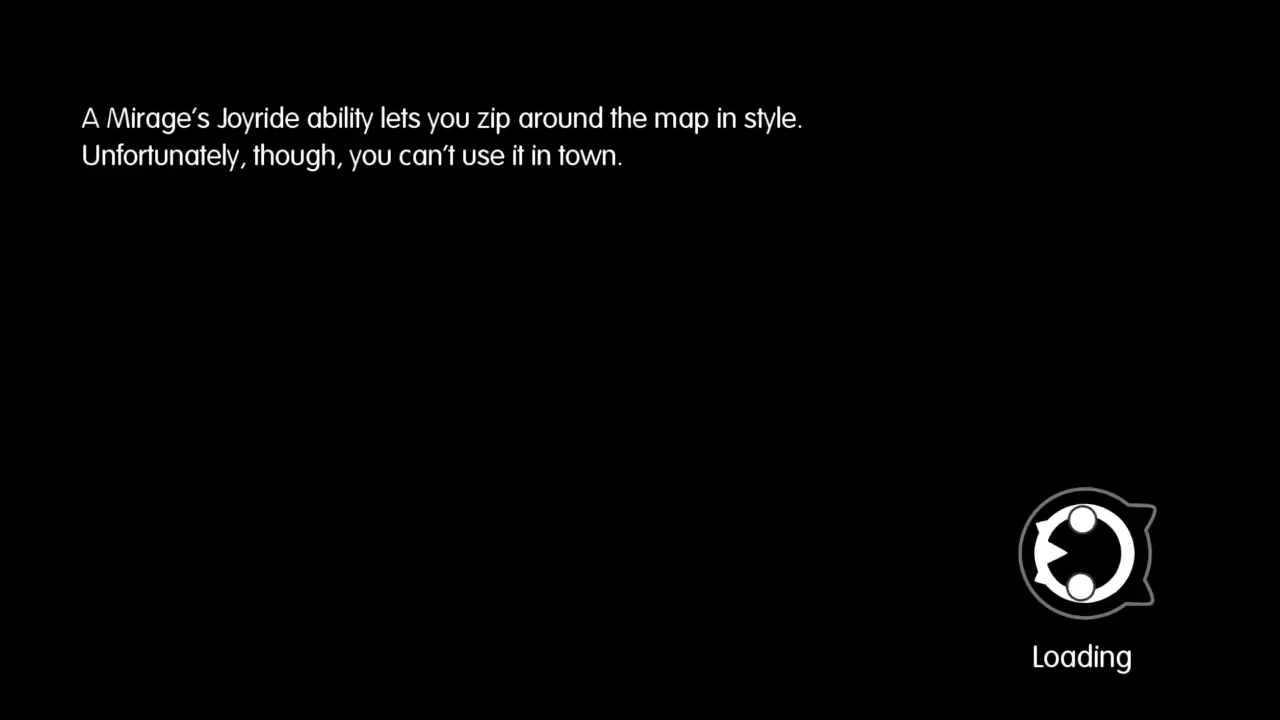 A Mirage's Joyride ability lets you zip around the map in style.
Unfortunately, though, you can't use it in town.
Loading